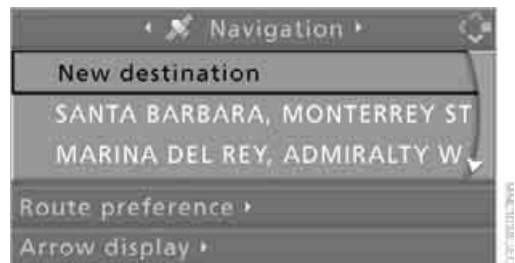 Navigation
New destination
SANTA BARBARA, MONTERREY ST
MARINA DEL REY, ADMIRALTY W
Route preference
Arrow display